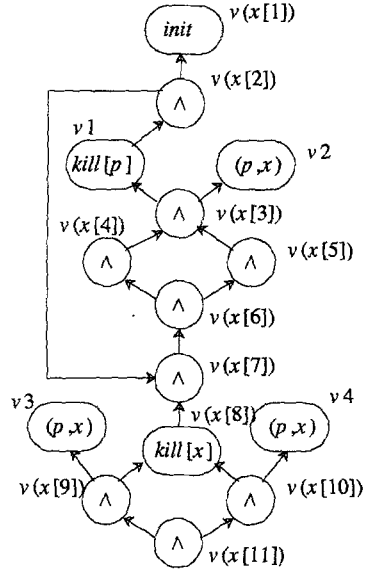 v(x[1])
init
v(x[2])
∧
v1
kill[p]
(p,x)
v2
∧
v(x[3])
v(x[4])
∧
∧
v(x[5])
∧
v(x[6])
∧
v(x[7])
v3
(p,x)
v(x[8])
kill[x]
(p,x)
v4
v(x[9])
∧
∧
v(x[10])
∧
v(x[11])